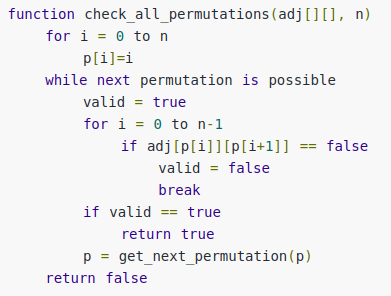 function check_all_permutations(adj[][], n)
    for i = 0 to n
        p[i]=i
    while next permutation is possible
        valid = true
        for i = 0 to n-1
            if adj[p[i]][p[i+1]] == false
                valid = false
                break
        if valid == true
            return true
        p = get_next_permutation(p)
    return false